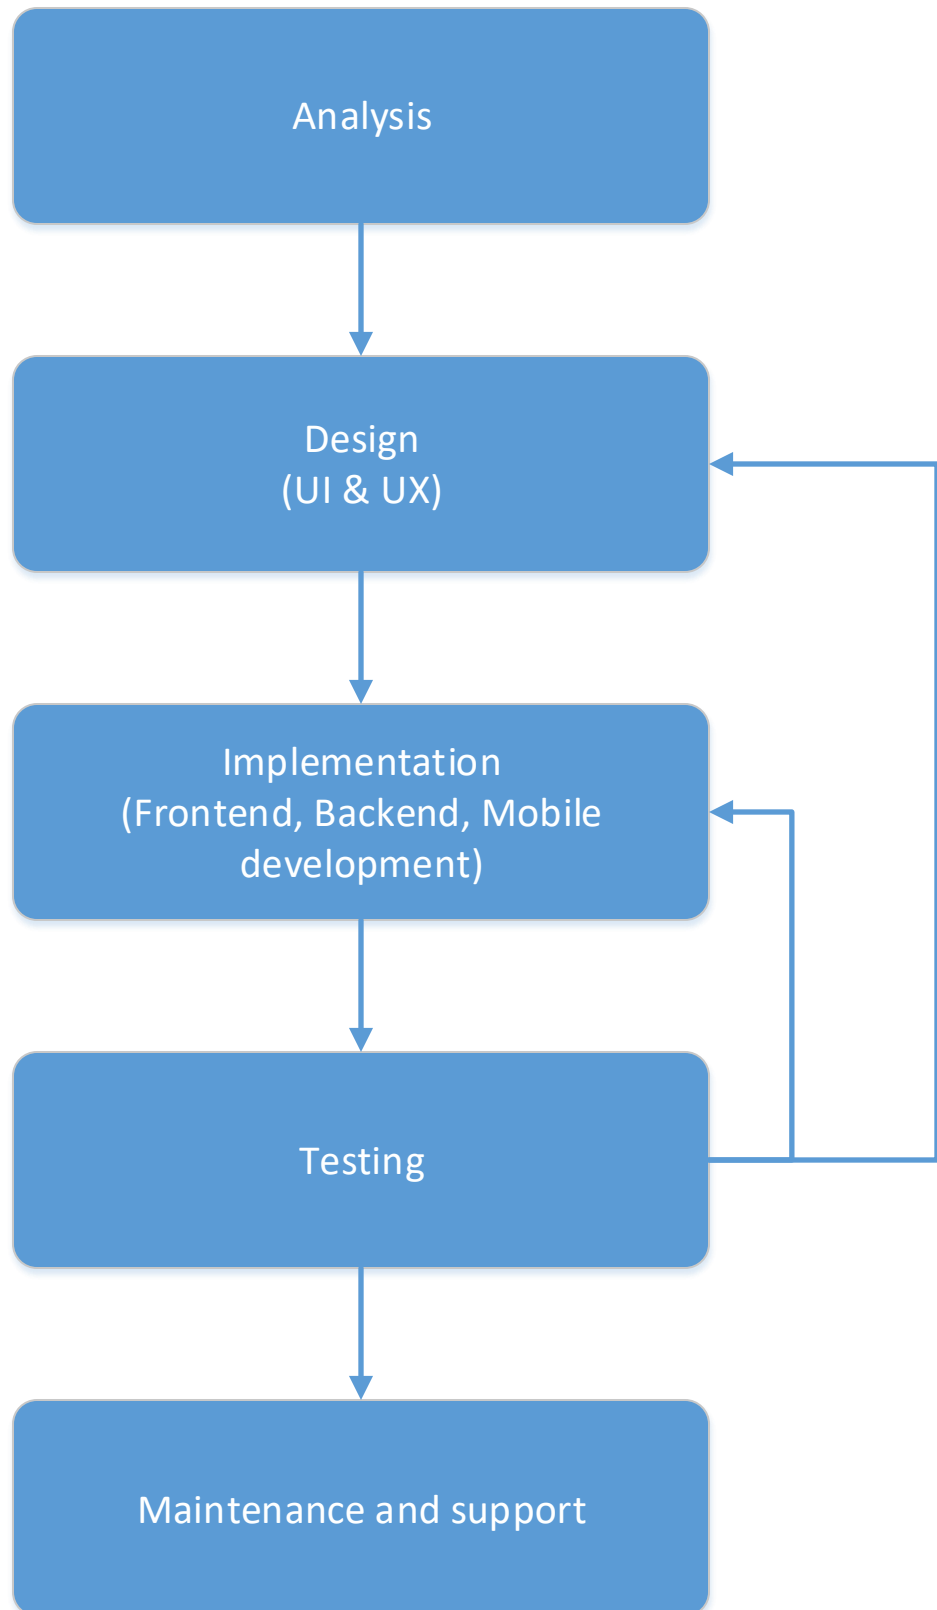 Analysis
Design
(UI & UX)
Implementation
(Frontend, Backend, Mobile
development)
Testing
Maintenance and support